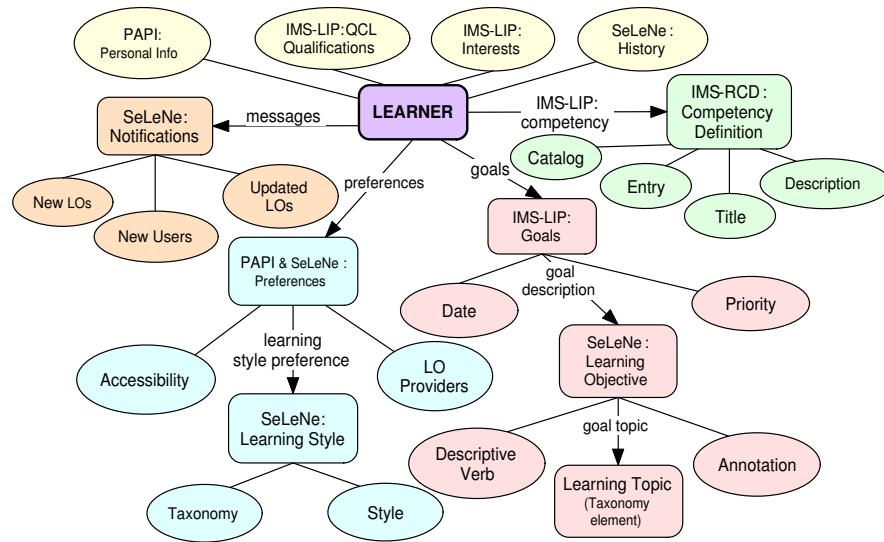 PAPI:
Personal Info
IMS-LIP:QCL
Qualifications
IMS-LIP:
Interests
SeLeNe:
History
LEARNER
messages
IMS-LIP:
competency
SeLeNe:
Notifications
IMS-RCD:
Competency
Definition
New LOs
New Users
Updated
LOs
preferences
goals
Catalog
Entry
Title
Description
PAPI & SeLeNe:
Preferences
IMS-LIP:
Goals
Accessibility
learning
style preference
LO
Providers
Date
goal
description
Priority
SeLeNe:
Learning Style
SeLeNe:
Learning
Objective
Taxonomy
Style
Descriptive
Verb
goal topic
Annotation
Learning Topic
(Taxonomy
element)